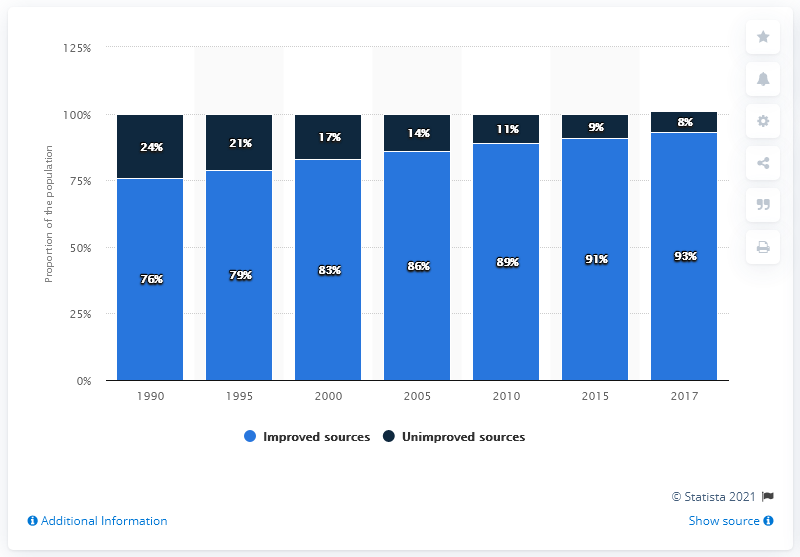 125%
100%
75%
50%
25%
0%
Proportion of the population
24% 21% 17% 14% 11% 9% 8%
76% 79% 83% 86% 89% 91% 93%
1990 1995 2000 2005 2010 2015 2017
Improved sources Unimproved sources
© Statista 2021
Additional Information Show source